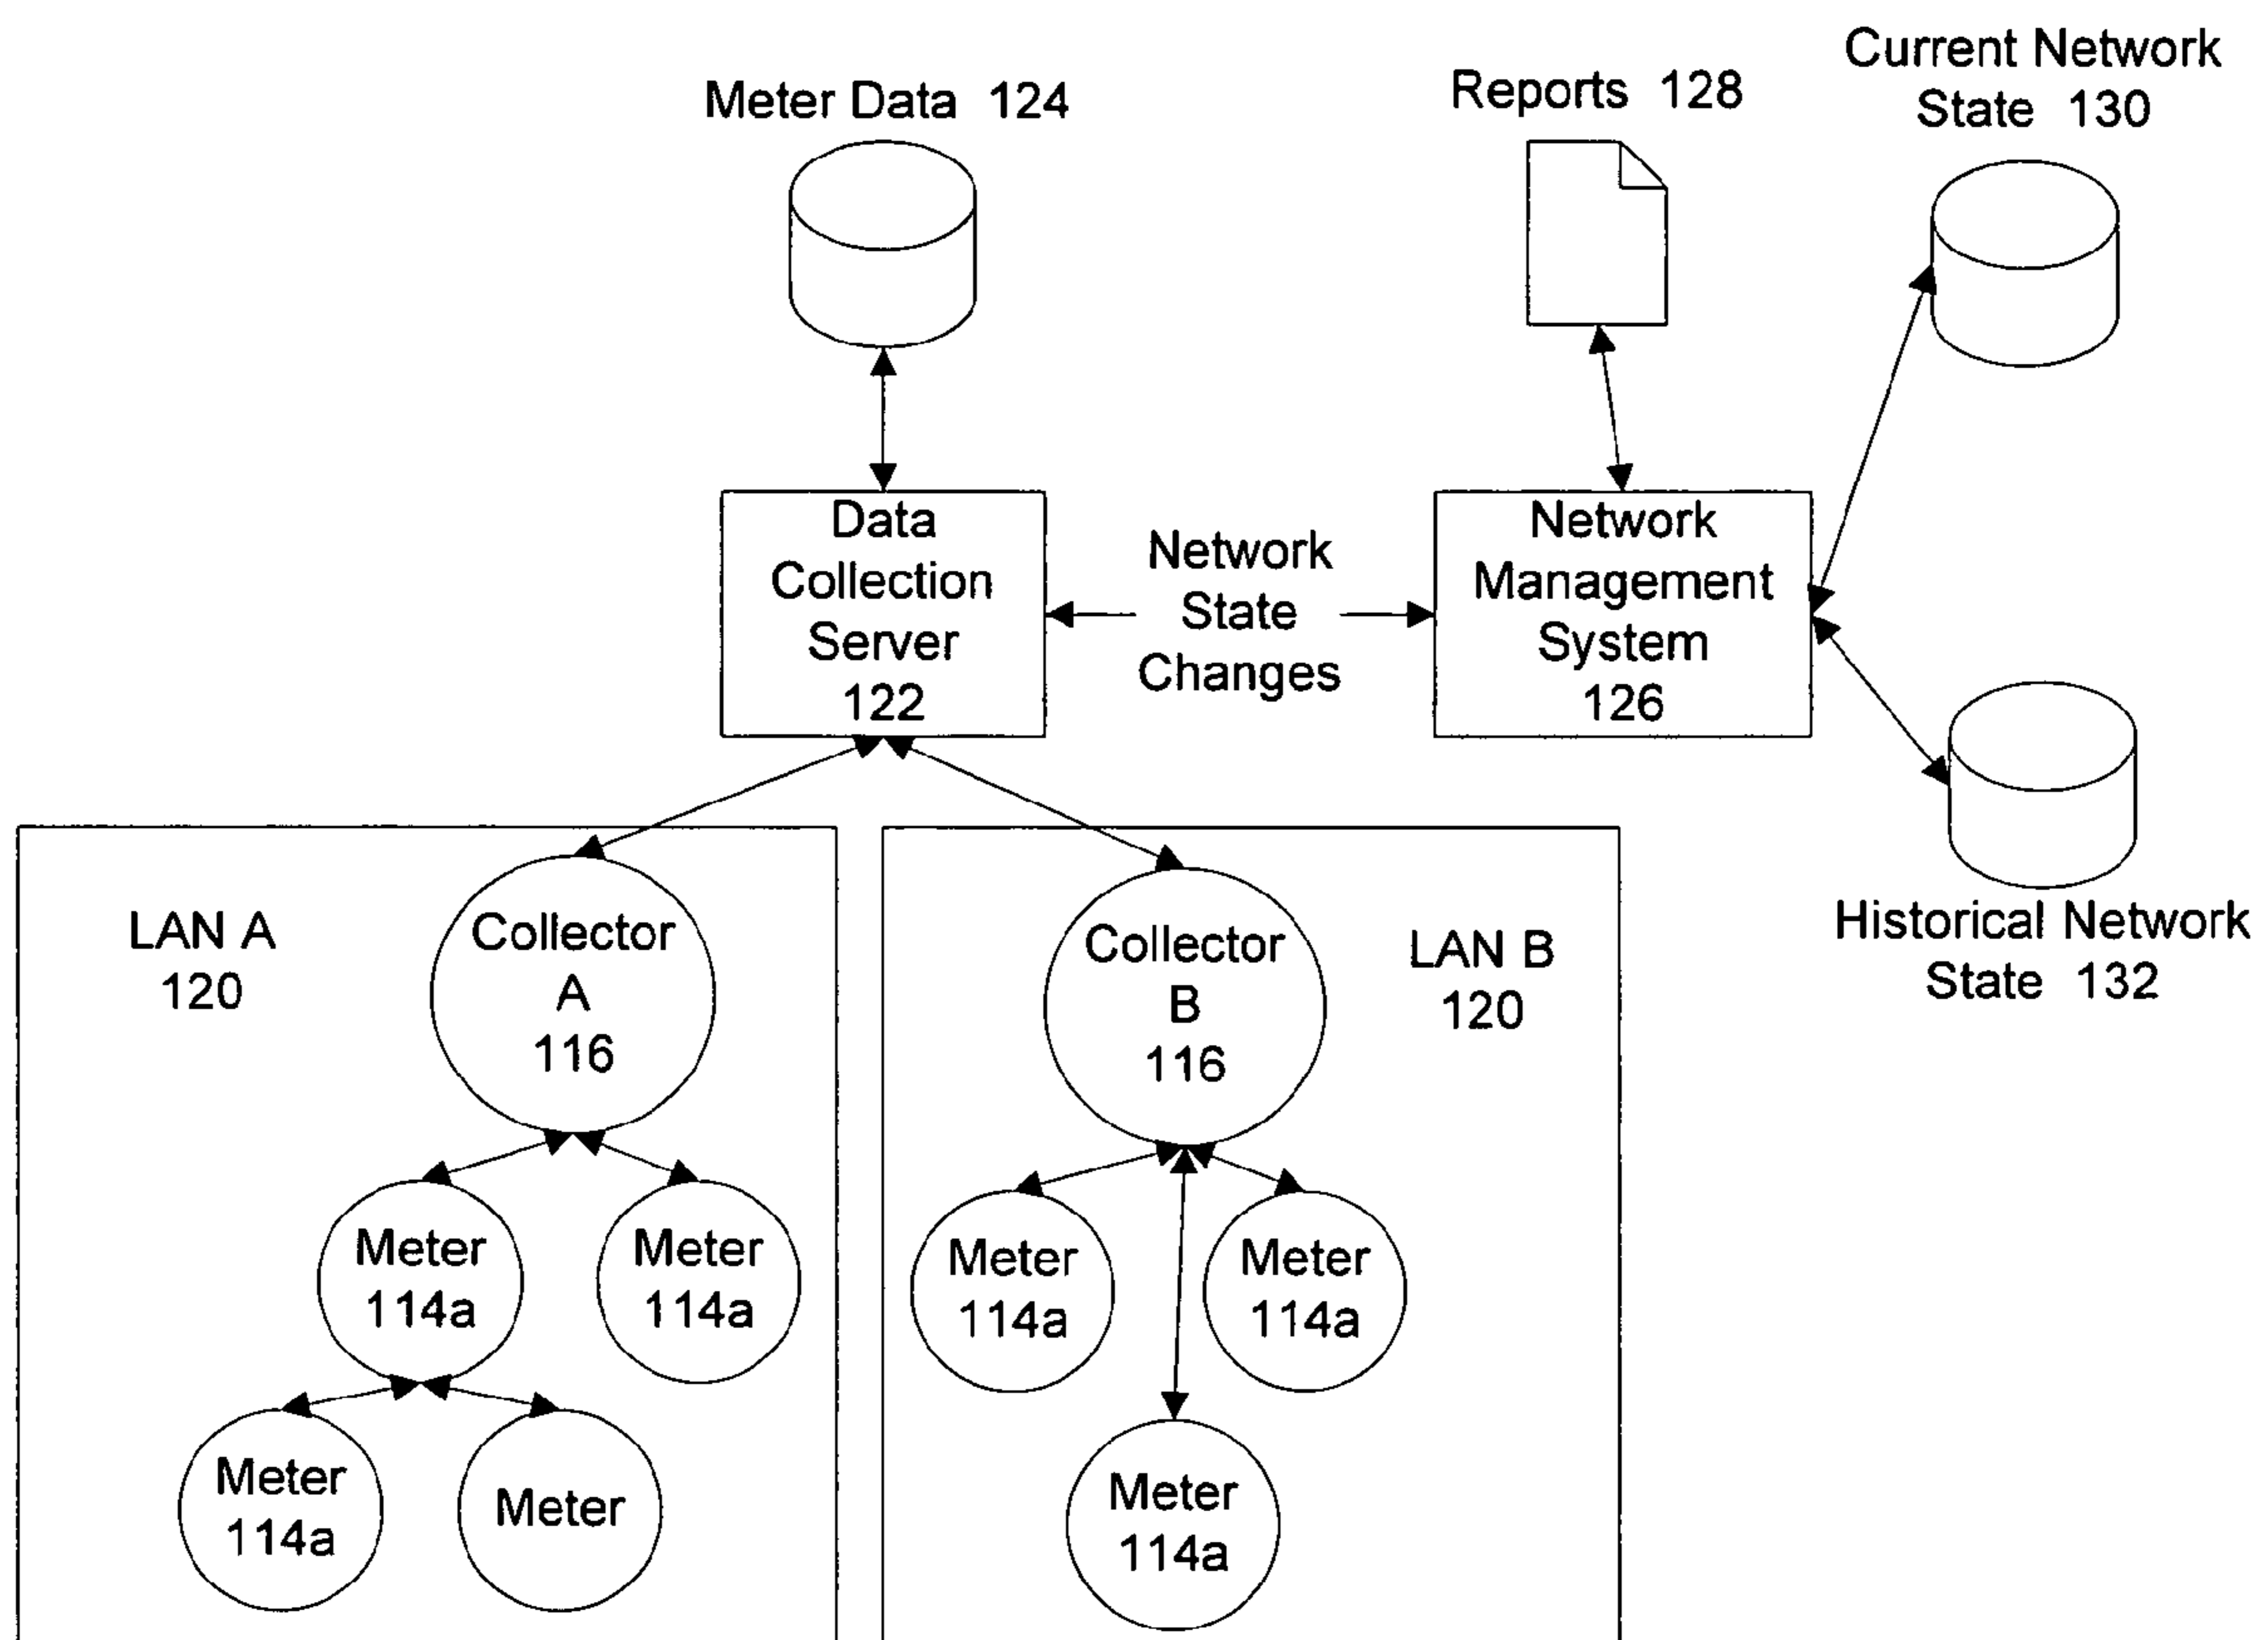 Current Network
State 130
Reports 128
Meter Data 124
Data
Collection
Server
122
Network
State
Changes
Network
Management
System
126
Historical Network
State 132
LAN A
120
Collector
A
116
Collector
B
116
LAN B
120
Meter
114a
Meter
114a
Meter
114a
Meter
114a
Meter
114a
Meter
Meter
114a